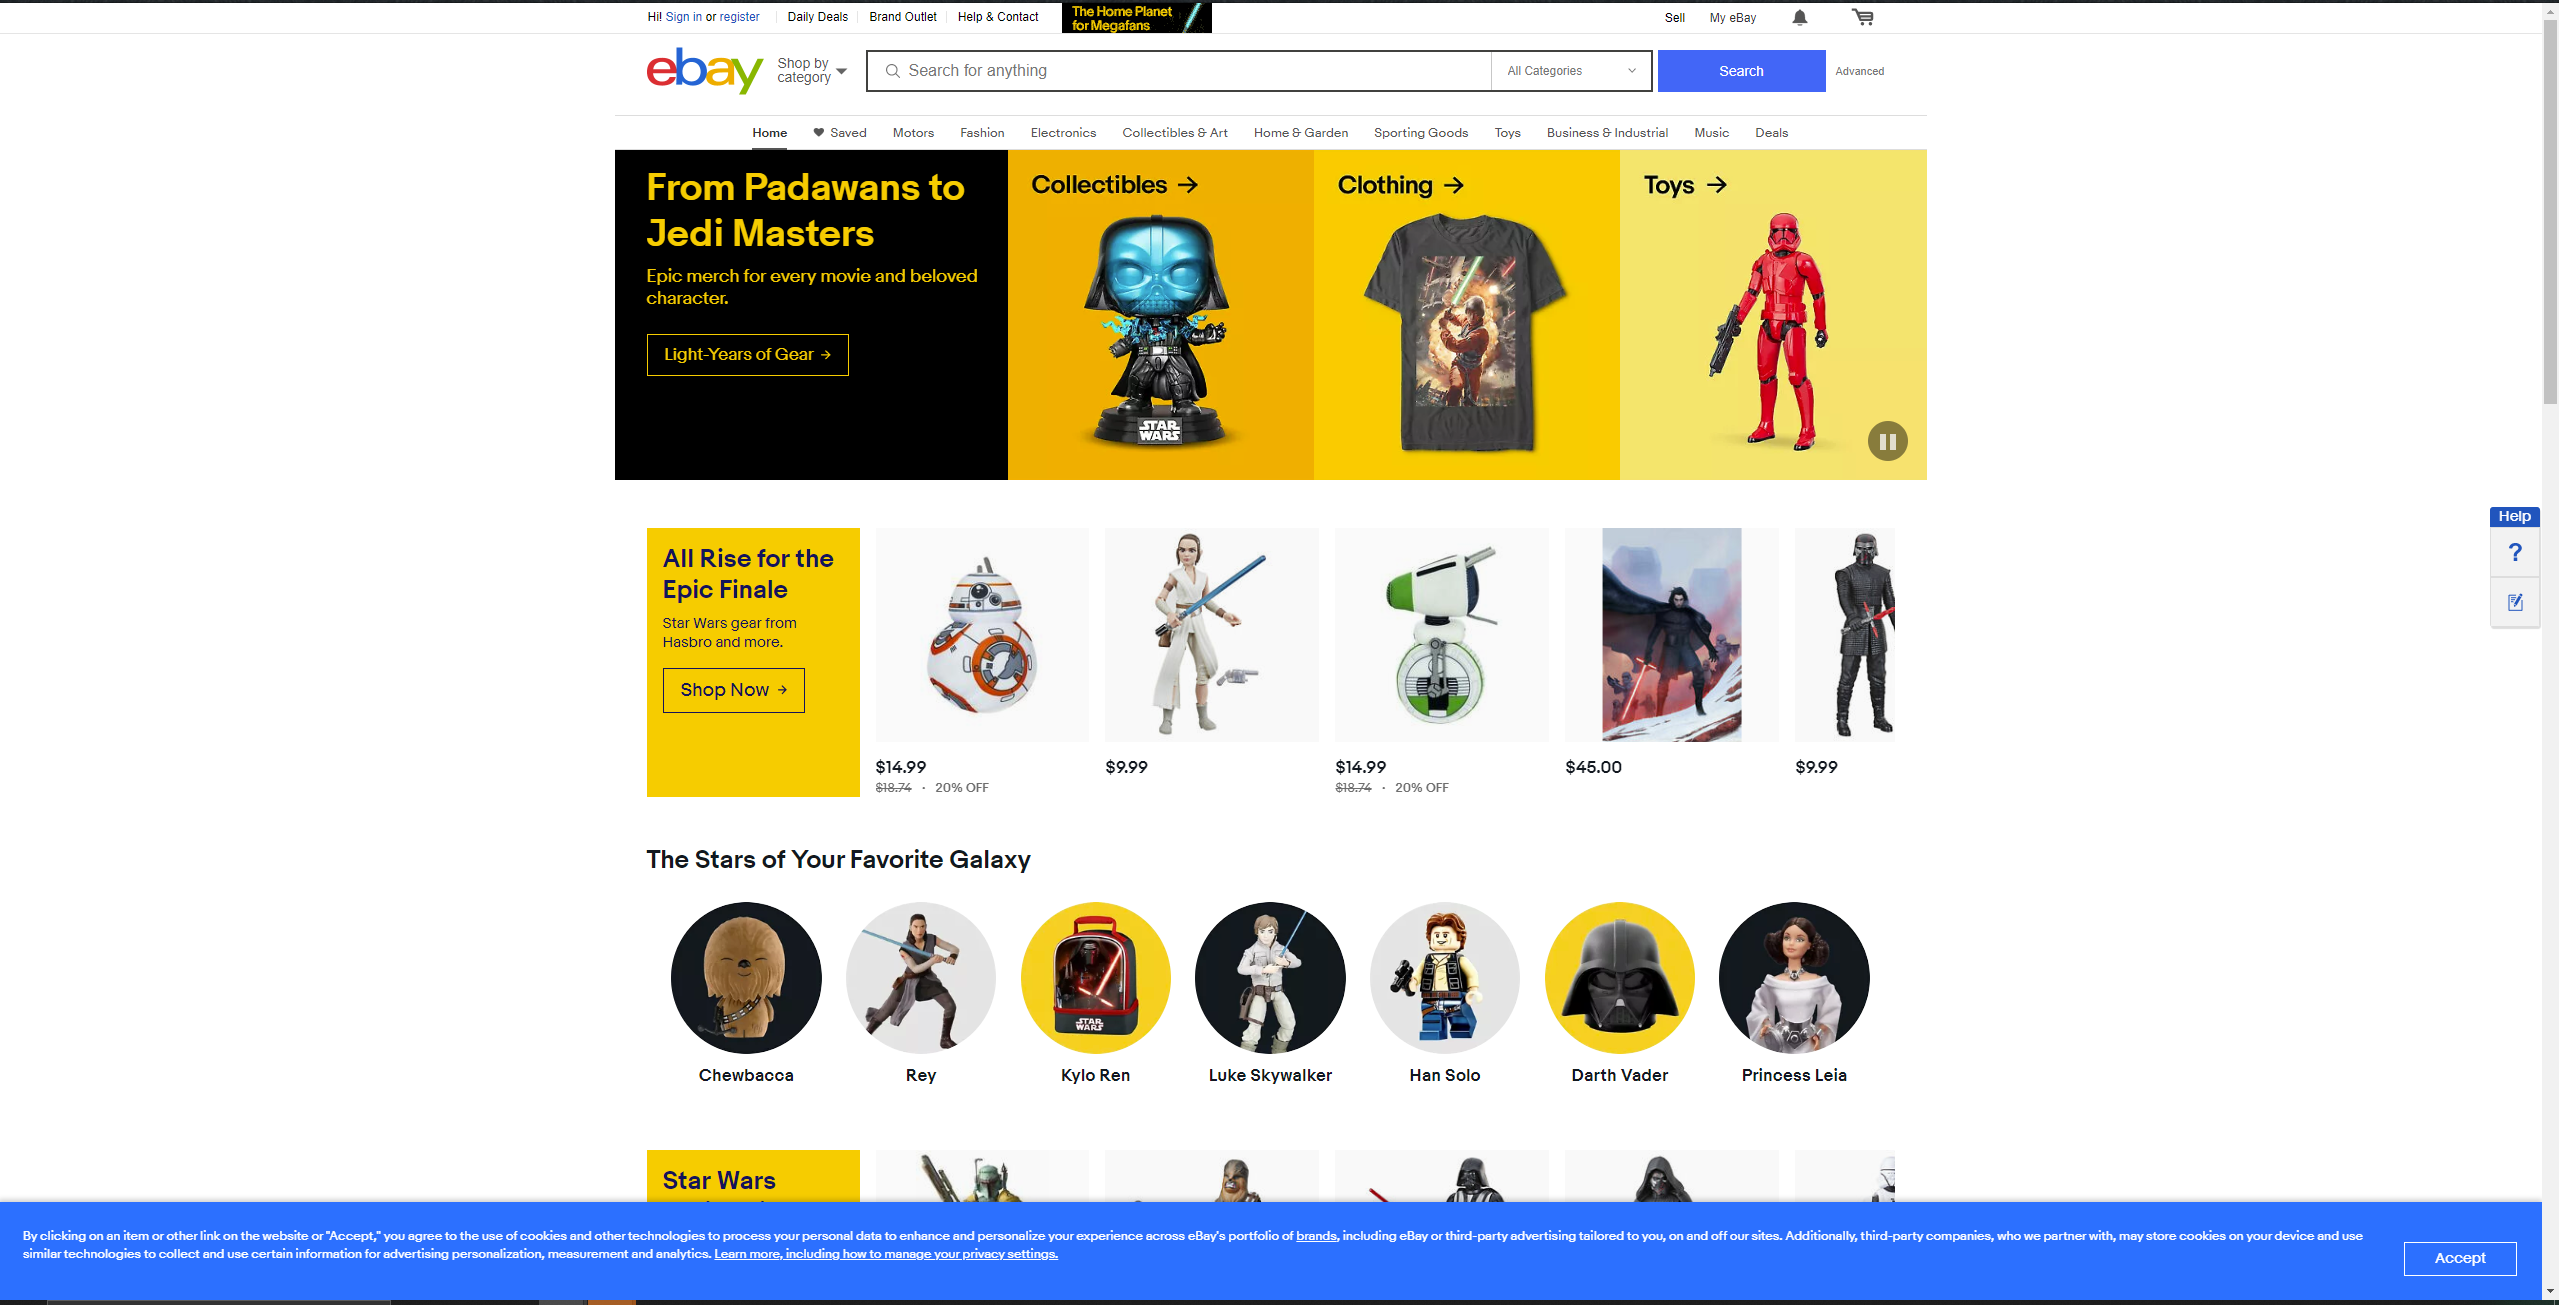 Hi! Sign in or register
Daily Deals
Brand Outlet
Help & Contact
The Home Planet
for Megafans
Sell
My eBay
ebay
Shop by
category
Search for anything
All Categories
Search
Advanced
Home
Saved
Motors
Fashion
Electronics
Collectibles & Art
Home & Garden
Sporting Goods
Toys
Business & Industrial
Music
Deals
From Padawans to
Jedi Masters
Epic merch for every movie and beloved
character.
Light-Years of Gear →
Collectibles →
STAR
WARS
Clothing →
Toys →
Help
?
All Rise for the
Epic Finale
Star Wars gear from
Hasbro and more.
Shop Now →
$14.99
$18.74 · 20% OFF
$9.99
$14.99
$18.74 · 20% OFF
$45.00
$9.99
The Stars of Your Favorite Galaxy
STAR
WARS
Chewbacca
Rey
Kylo Ren
Luke Skywalker
Han Solo
Darth Vader
Princess Leia
Star Wars
By clicking on an item or other link on the website or "Accept," you agree to the use of cookies and other technologies to process your personal data to enhance and personalize your experience across eBay's portfolio of brands, including eBay or third-party advertising tailored to you, on and off our sites. Additionally, third-party companies, who we partner with, may store cookies on your device and use
similar technologies to collect and use certain information for advertising personalization, measurement and analytics. Learn more, including how to manage your privacy settings.
Accept